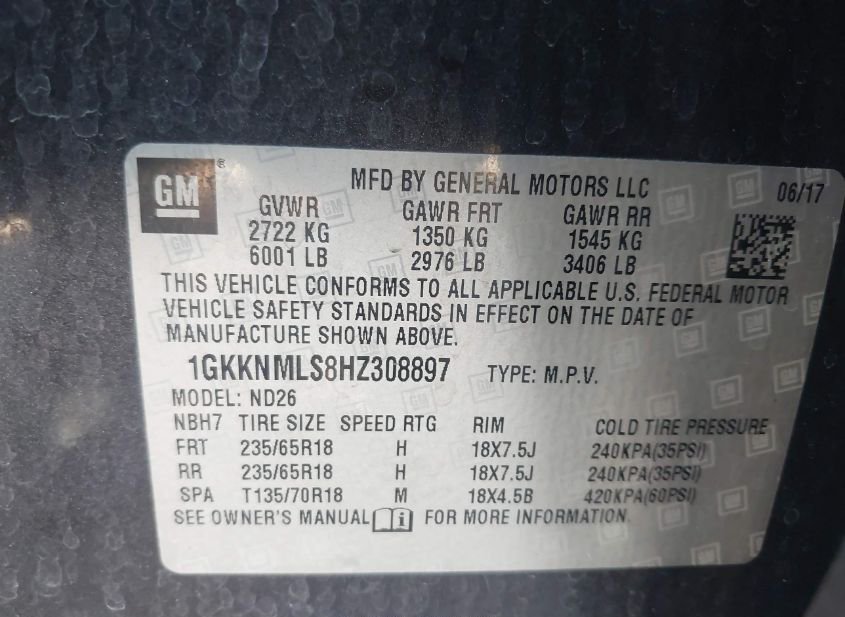 GM®
MFD BY GENERAL MOTORS LLC 06/17
GVWR GAWR FRT GAWR RR
2722 KG 1350 KG 1545 KG
6001 LB 2976 LB 3406 LB
THIS VEHICLE CONFORMS TO ALL APPLICABLE U.S. FEDERAL MOTOR
VEHICLE SAFETY STANDARDS IN EFFECT ON THE DATE OF
MANUFACTURE SHOWN ABOVE.
1GKKNMLS8HZ308897 TYPE: M.P.V.
MODEL: ND26
NBH7 TIRE SIZE SPEED RTG RIM COLD TIRE PRESSURE
FRT 235/65R18 H 18X7.5J 240KPA(35PSI)
RR 235/65R18 H 18X7.5J 240KPA(35PSI)
SPA T135/70R18 M 18X4.5B 420KPA(60PSI)
SEE OWNER'S MANUAL FOR MORE INFORMATION.